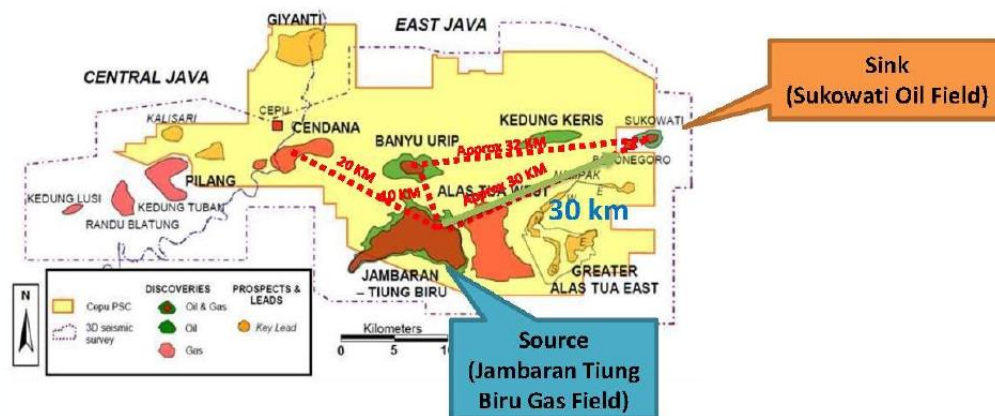 GIYANTI
EAST JAVA
CENTRAL JAVA
KALISARI
CEPU
CENDANA
BANYU URIP
KEDUNG KERIS
SUKOWATI
Sink
(Sukowati Oil Field)
Approx 32 KM
20 KM
10 KM
Approx 30 KM
ALAS TUA WEST
30 km
PILANG
KEDUNG LUSI
KEDUNG TUBAN
RANDU BLATUNG
E
JAMBARAN
– TIUNG BIRU
GREATER
ALAS TUA EAST
N
DISCOVERIES
PROSPECTS &
LEADS
Cepu PSC
Oil & Gas
Key Lead
3D seismic
survey
Oil
Gas
Kilometers
0 5 10
Source
(Jambaran Tiung
Biru Gas Field)